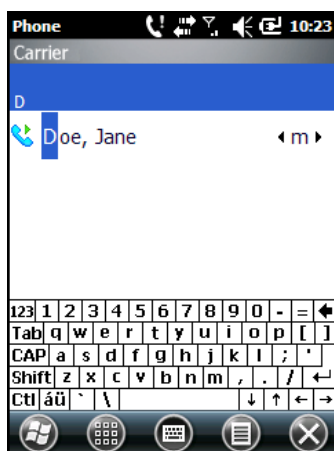 Phone 10:23
Carrier
D
Doe, Jane m
123 1 2 3 4 5 6 7 8 9 0 - =
Tab q w e r t y u i o p [ ]
CAP a s d f g h j k l ; '
Shift z x c v b n m , . /
Ctl áü ` \